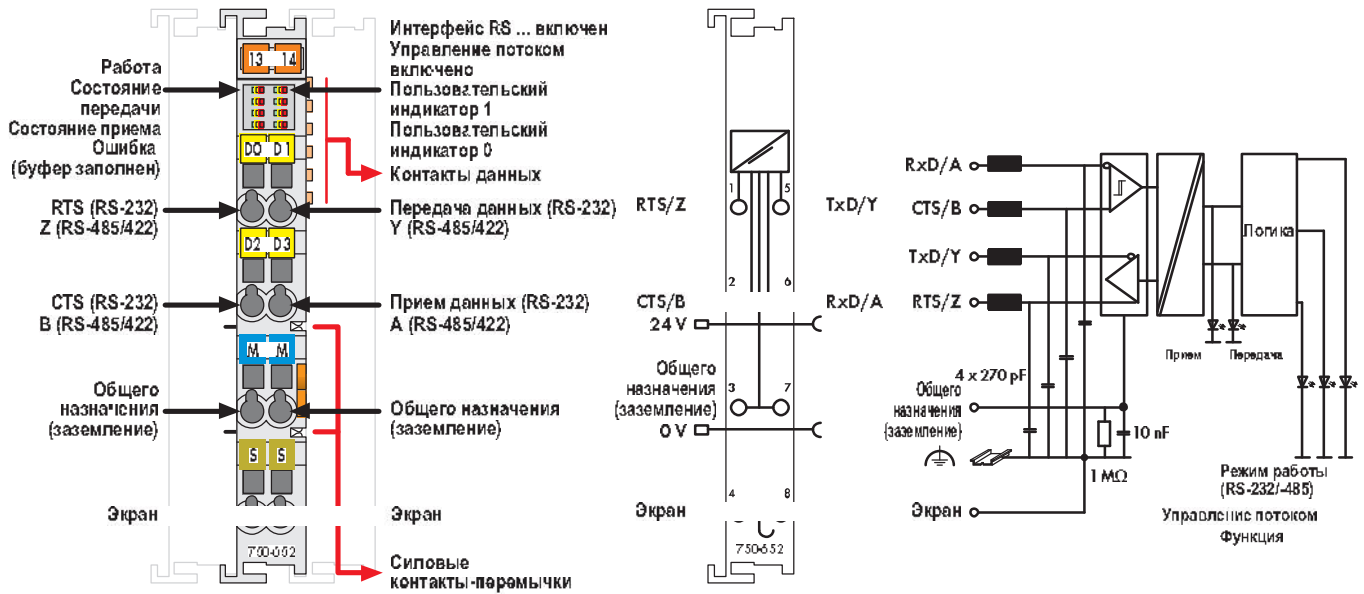 Интерфейс RS ... включен
Управление потоком
включено
Пользовательский
индикатор 1
Пользовательский
индикатор 0
Контакты данных
Работа
Состояние
передачи
Состояние приема
Ошибка
(буфер заполнен)
13 14
D0 D1
RTS (RS-232)
Z (RS-485/422)
Передача данных (RS-232)
Y (RS-485/422)
D2 D3
CTS (RS-232)
B (RS-485/422)
Прием данных (RS-232)
A (RS-485/422)
M M
Общего
назначения
(заземление)
Общего назначения
(заземление)
S S
Экран
Экран
750-652
Силовые
контакты-перемычки
1 5
RTS/Z
TxD/Y
2 6
CTS/B
RxD/A
24 V
Общего
назначения
(заземление)
3 7
0 V
4 8
Экран
750-652
RxD/A
CTS/B
TxD/Y
RTS/Z
Логика
Прием
Передача
4 x 270 pF
Общего
назначения
(заземление)
10 nF
1 MΩ
Экран
Режим работы
(RS-232/-485)
Управление потоком
Функция